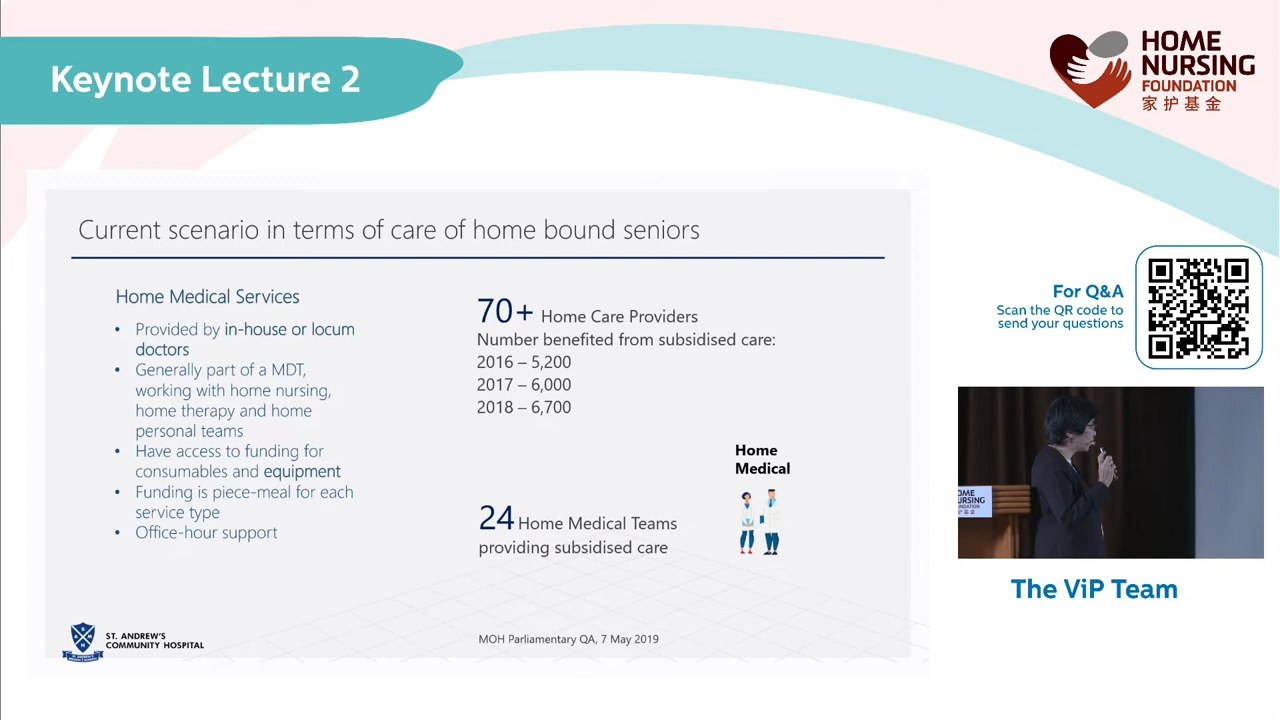 Keynote Lecture 2
HOME
NURSING
FOUNDATION
家护基金
Current scenario in terms of care of home bound seniors
Home Medical Services
• Provided by in-house or locum
doctors
• Generally part of a MDT,
working with home nursing,
home therapy and home
personal teams
• Have access to funding for
consumables and equipment
• Funding is piece-meal for each
service type
• Office-hour support
70+ Home Care Providers
Number benefited from subsidised care:
2016 – 5,200
2017 – 6,000
2018 – 6,700
Home
Medical
24 Home Medical Teams
providing subsidised care
ST. ANDREW'S
COMMUNITY HOSPITAL
MOH Parliamentary QA, 7 May 2019
For Q&A
Scan the QR code to
send your questions
OME
URSING
UNDATION
The ViP Team